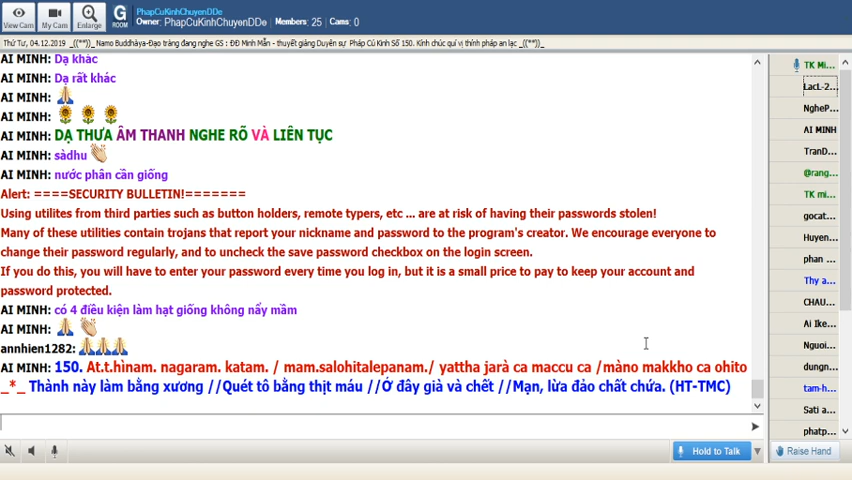 PhapCuKinhChuyenDDe
Owner: PhapCuKinhChuyenDDe Members: 25 Cams: 0
View Cam My Cam Enlarge G ROOM
Thứ Tư, 04.12.2019 _((**))_ Namo Buddhàya-Đạo tràng đang nghe GS : ĐĐ Minh Mẫn - thuyết giảng Duyên sự Pháp Cú Kinh Số 150. Kính chúc quí vị thính pháp an lạc _((**))_
AI MINH: Dạ khác
AI MINH: Dạ rất khác
AI MINH: 🙏
AI MINH: 🌻 🌻 🌻
AI MINH: DẠ THƯA ÂM THANH NGHE RÕ VÀ LIÊN TỤC
AI MINH: sàdhu 👏
AI MINH: nước phân cần giống
Alert: ====SECURITY BULLETIN!=======
Using utilites from third parties such as button holders, remote typers, etc ... are at risk of having their passwords stolen!
Many of these utilities contain trojans that report your nickname and password to the program's creator. We encourage everyone to
change their password regularly, and to uncheck the save password checkbox on the login screen.
If you do this, you will have to enter your password every time you log in, but it is a small price to pay to keep your account and
password protected.
AI MINH: có 4 điều kiện làm hạt giống không nẩy mầm
AI MINH: 🙏 👏
annhien1282: 🙏🙏🙏
AI MINH: 150. At.t.hìnam. nagaram. katam. / mam.salohitalepanam./ yattha jarà ca maccu ca /màno makkho ca ohito
_*_ Thành này làm bằng xương //Quét tô bằng thịt máu //Ở đây già và chết //Mạn, lừa đảo chất chứa. (HT-TMC)
Hold to Talk
TK Mi...
LacL-2...
NgheP...
AI MINH
TranD...
@rang...
TK mi...
gocat...
Huyen...
phan ...
Thy a...
CHAU...
Ai Ike...
Nguoi...
dungn...
tam-h...
Sati a...
phatp...
Raise Hand